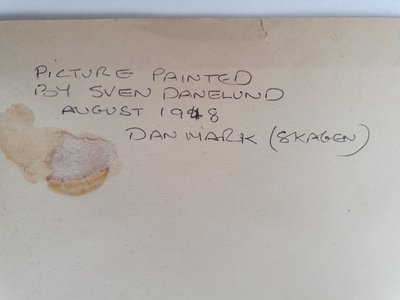 PICTURE PAINTED
BY SVEN DANELUND
AUGUST 1948
DANMARK (SKAGEN)